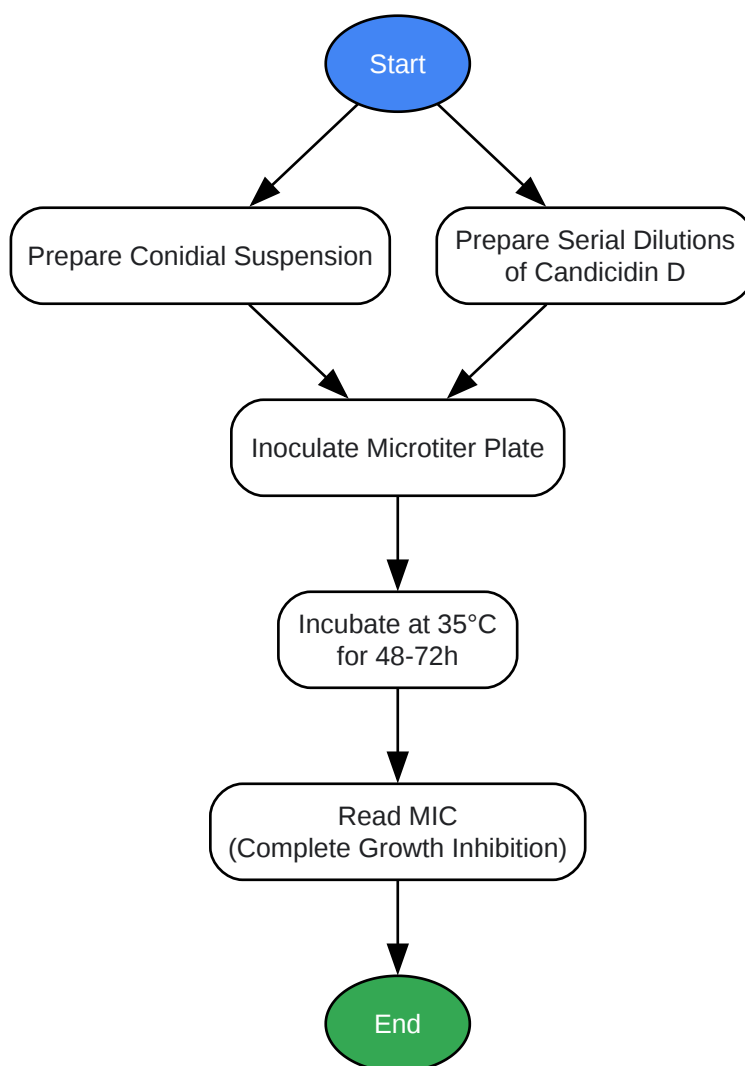 Start
Prepare Conidial Suspension
Prepare Serial Dilutions
of Candicidin D
Inoculate Microtiter Plate
Incubate at 35°C
for 48-72h
Read MIC
(Complete Growth Inhibition)
End